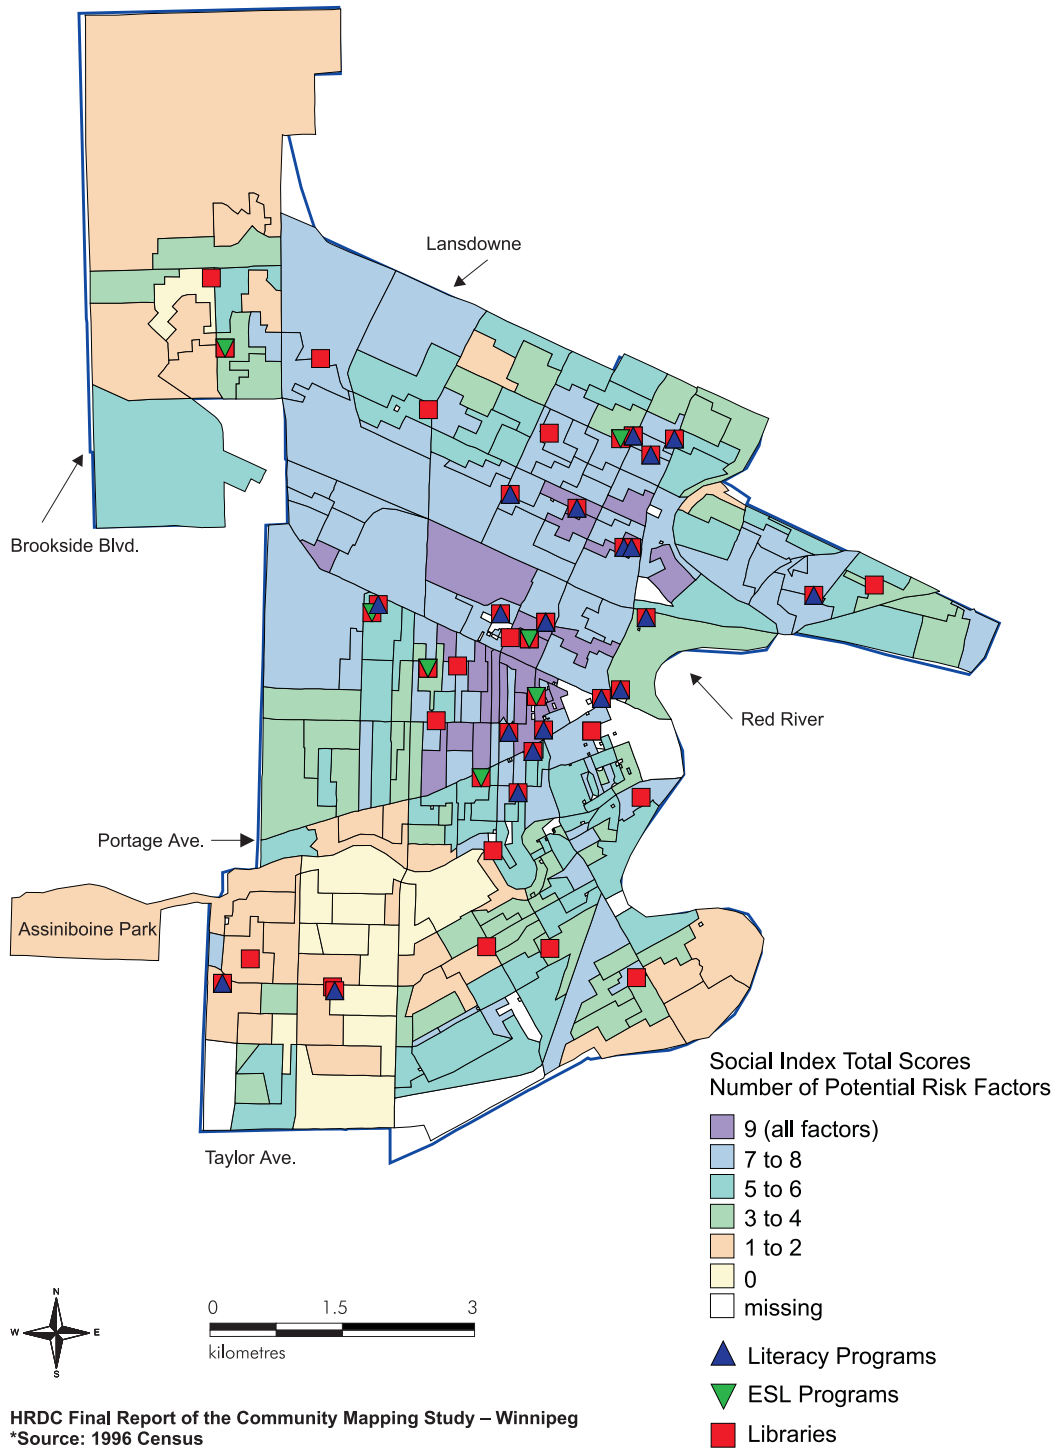 Lansdowne
Brookside Blvd.
Red River
Portage Ave.
Assiniboine Park
Taylor Ave.
Social Index Total Scores
Number of Potential Risk Factors
9 (all factors)
7 to 8
5 to 6
3 to 4
1 to 2
0
missing
Literacy Programs
ESL Programs
Libraries
N
W E
S
0 1.5 3
kilometres
HRDC Final Report of the Community Mapping Study – Winnipeg
*Source: 1996 Census